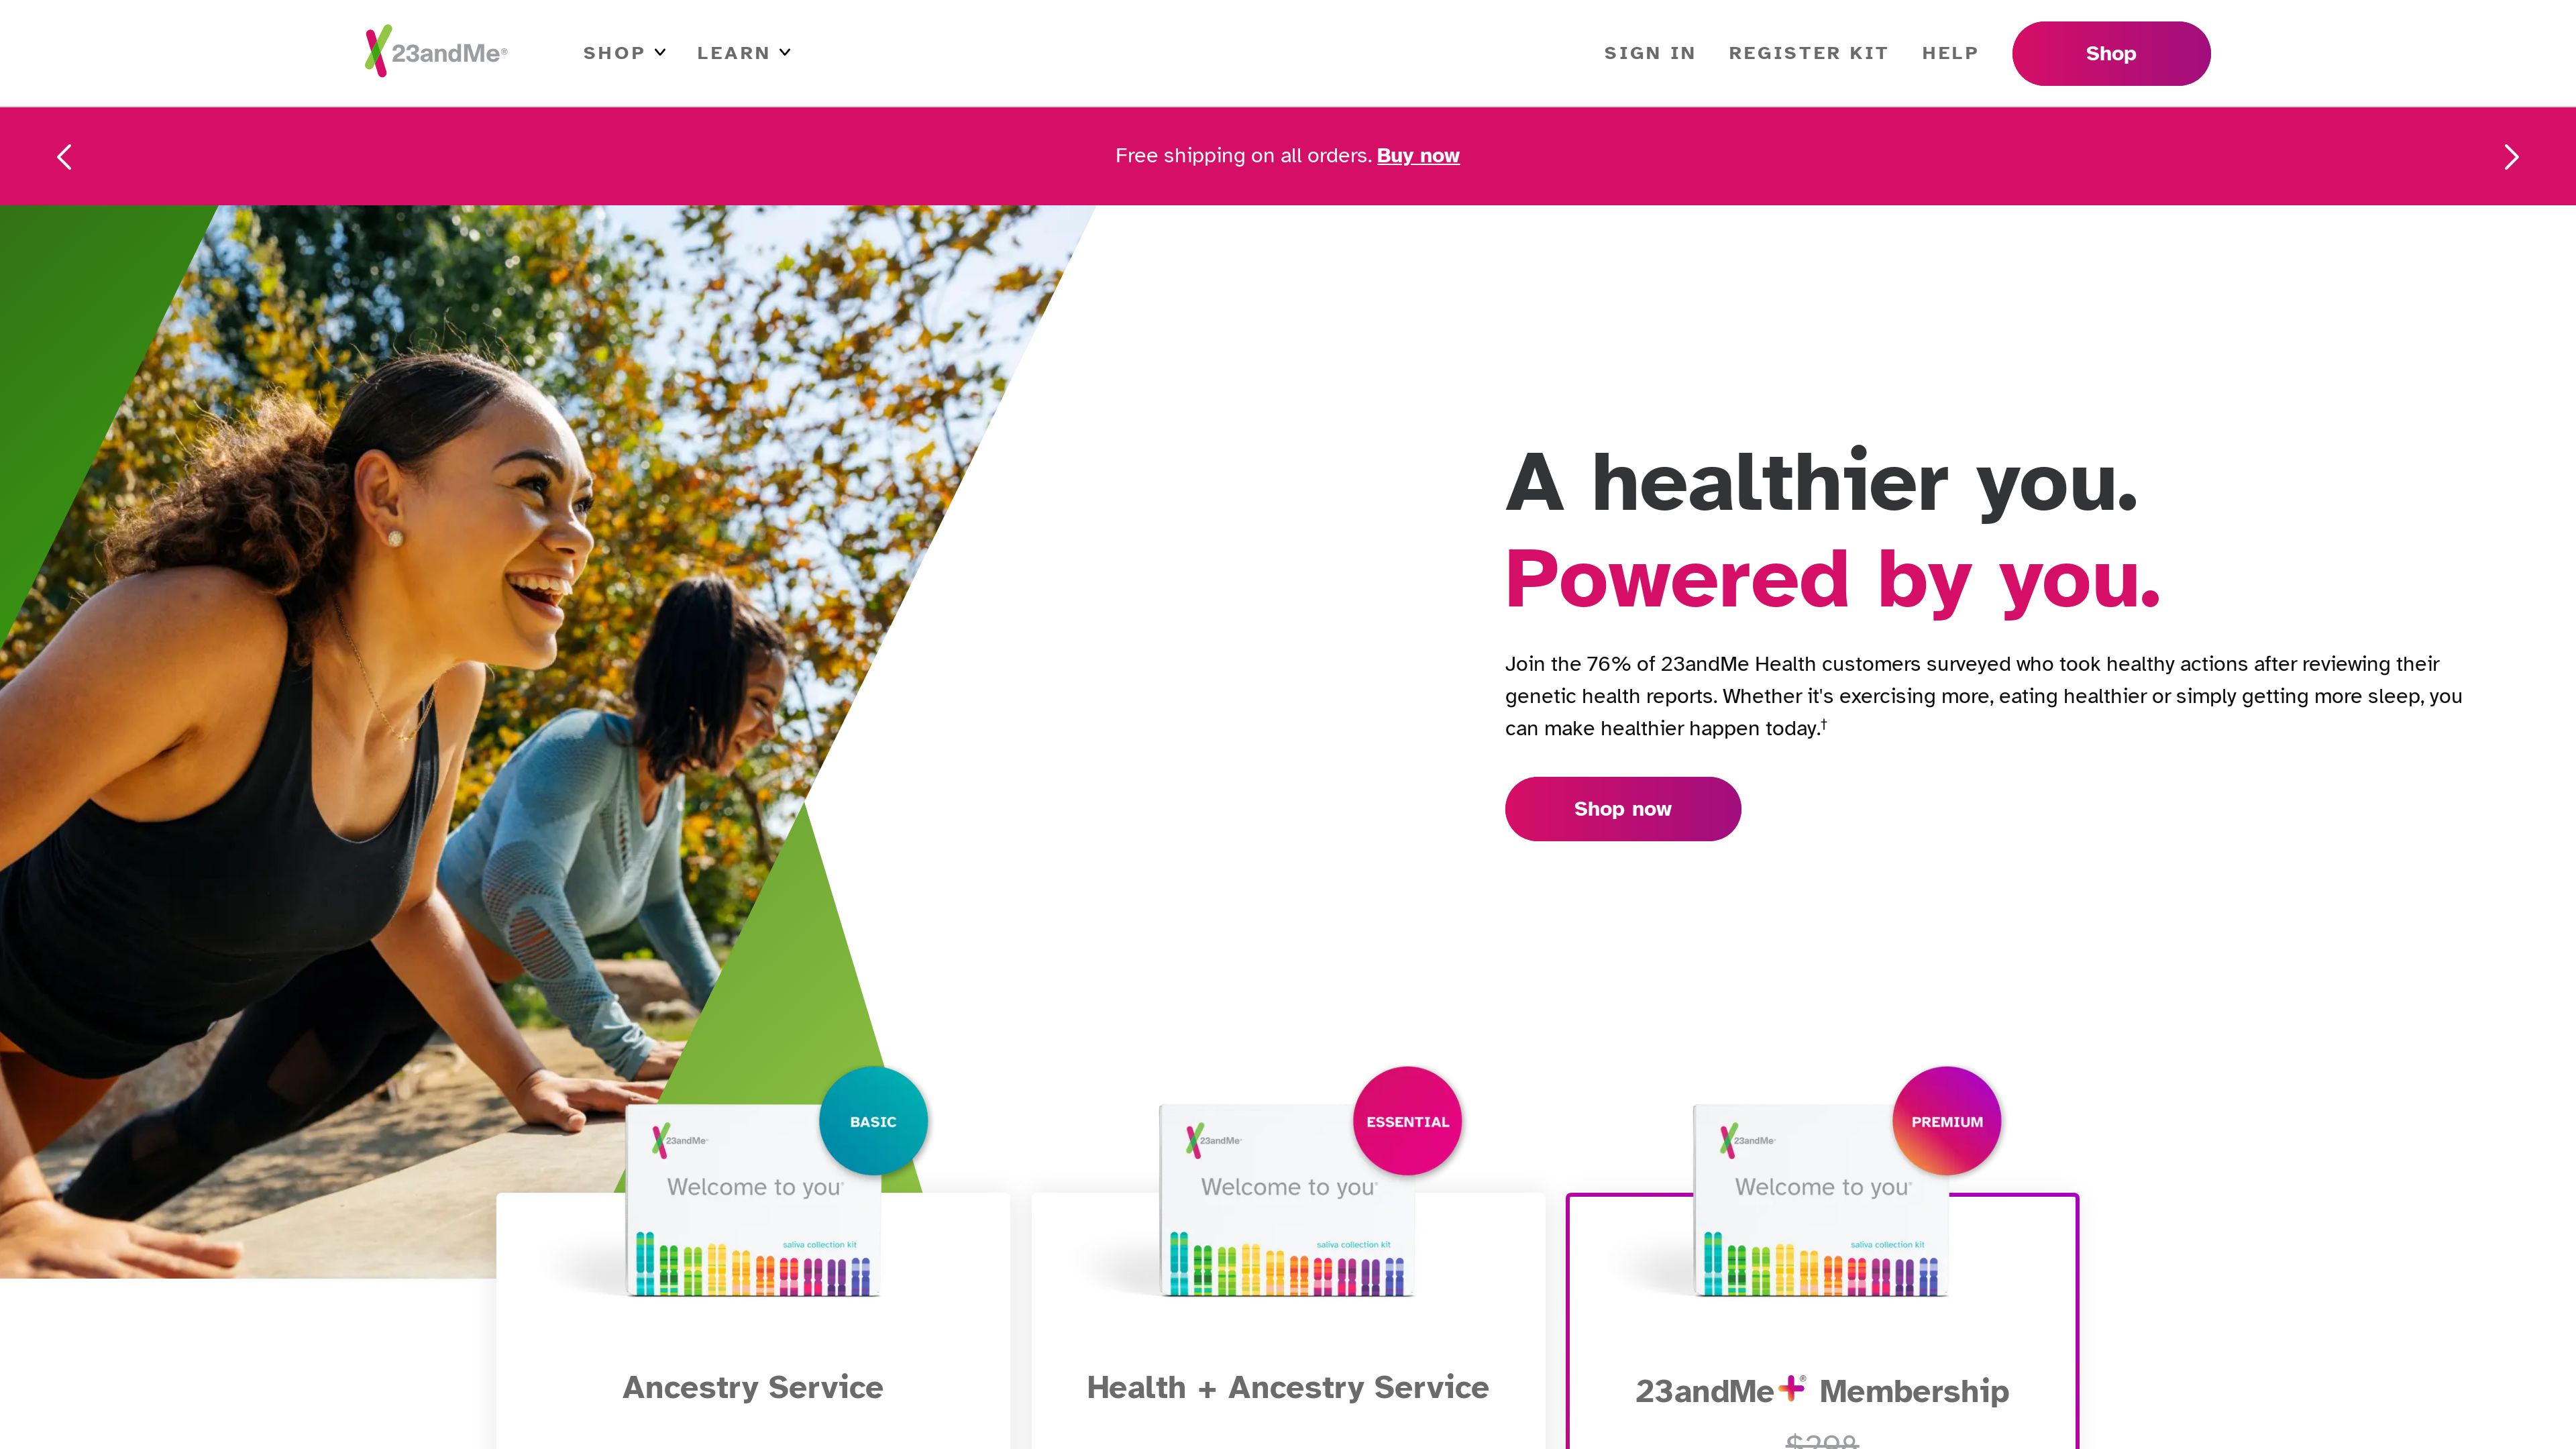 23andMe®
SHOP
LEARN
SIGN IN
REGISTER KIT
HELP
Shop
Free shipping on all orders. Buy now
A healthier you.
Powered by you.
Join the 76% of 23andMe Health customers surveyed who took healthy actions after reviewing their
genetic health reports. Whether it's exercising more, eating healthier or simply getting more sleep, you
can make healthier happen today.†
Shop now
BASIC
23andMe
Welcome to you
saliva collection kit
Ancestry Service
ESSENTIAL
23andMe
Welcome to you
saliva collection kit
Health + Ancestry Service
PREMIUM
23andMe
Welcome to you
saliva collection kit
23andMe+® Membership
$298